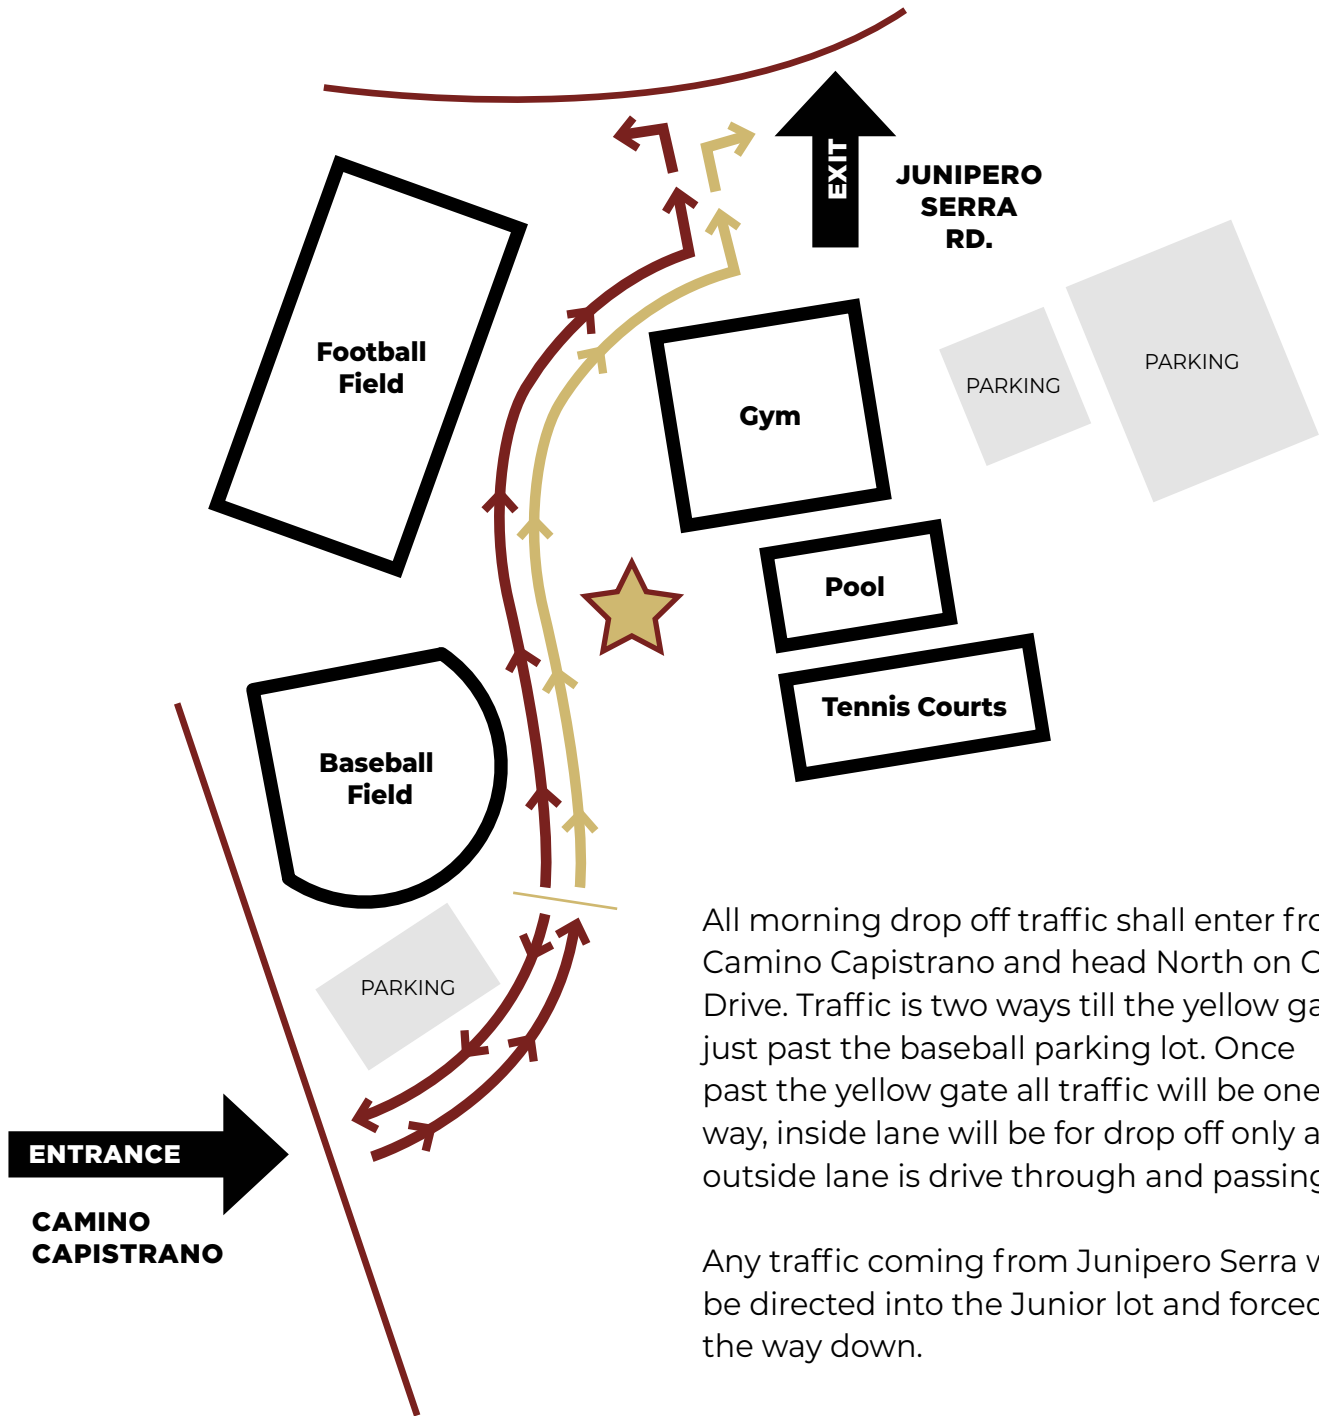 EXIT
JUNIPERO
SERRA
RD.
Football
Field
Gym
PARKING
PARKING
Pool
Tennis Courts
Baseball
Field
PARKING
ENTRANCE
CAMINO
CAPISTRANO
All morning drop off traffic shall enter
Camino Capistrano and head North on
Drive. Traffic is two ways till the yellow
just past the baseball parking lot. Once
past the yellow gate all traffic will be one
way, inside lane will be for drop off only
outside lane is drive through and passing
Any traffic coming from Junipero Serra
be directed into the Junior lot and forced
the way down.